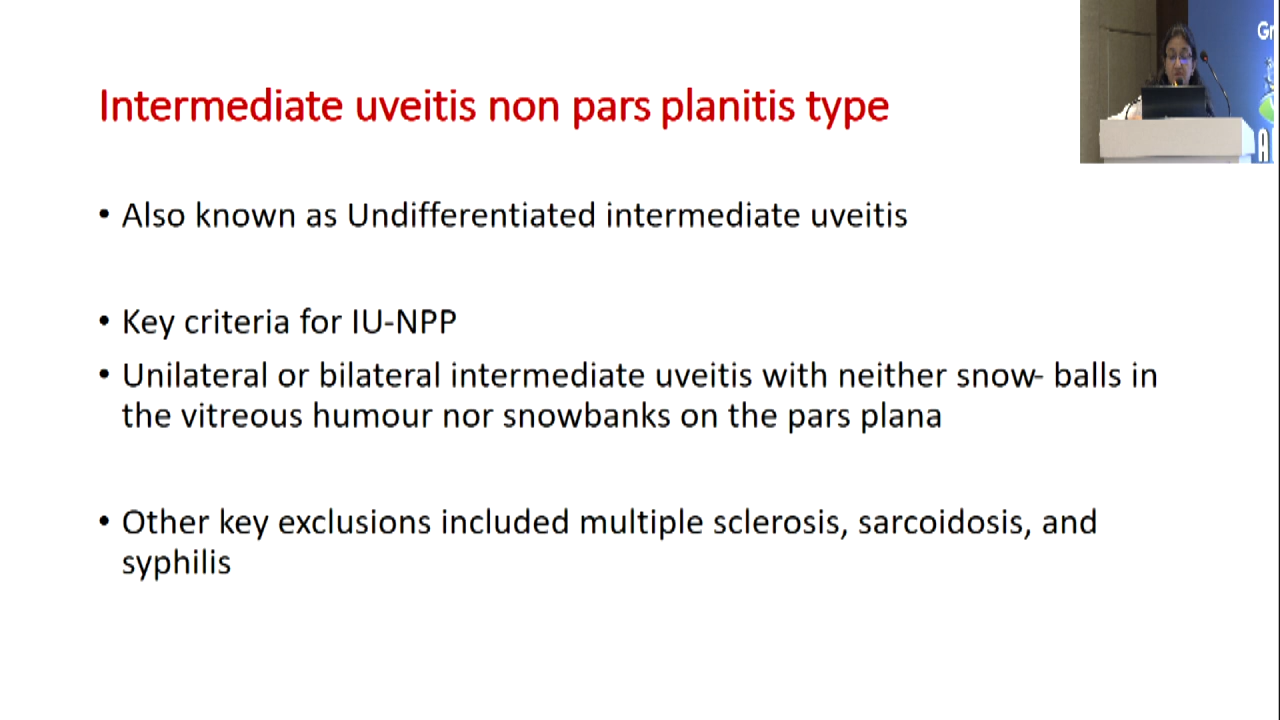 Intermediate uveitis non pars planitis type
• Also known as Undifferentiated intermediate uveitis
• Key criteria for IU-NPP
• Unilateral or bilateral intermediate uveitis with neither snow- balls in
the vitreous humour nor snowbanks on the pars plana
• Other key exclusions included multiple sclerosis, sarcoidosis, and
syphilis
Gr
A